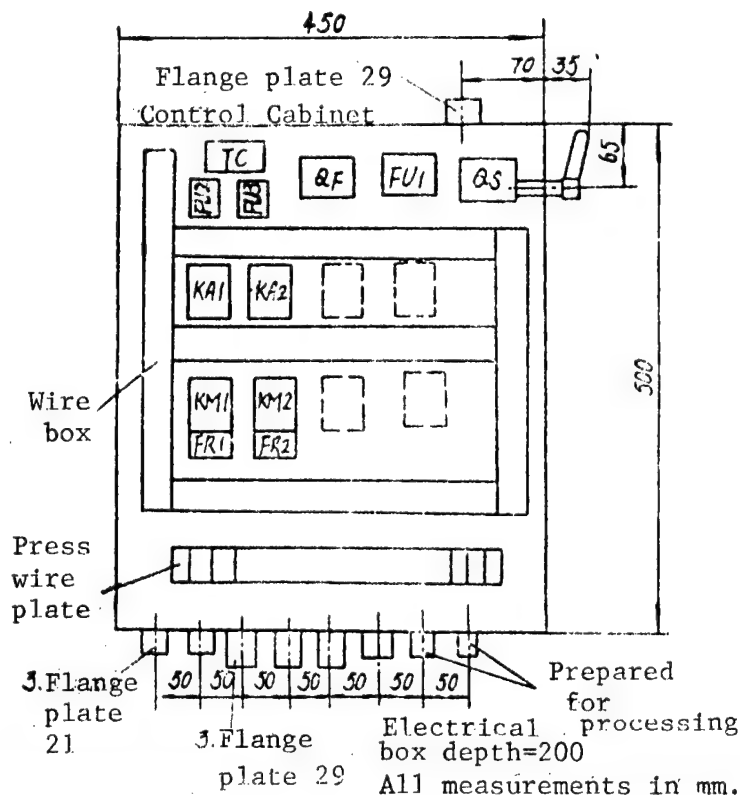 450
Flange plate 29
70
35
Control Cabinet
65
TC
QF
FU1
QS
FU2
FU3
KA1
KA2
500
Wire
box
KM1
KM2
FR1
FR2
Press
wire
plate
50
50
50
50
50
50
50
3.Flange
plate
21
3.Flange
plate 29
Prepared
for
processing
Electrical
box depth=200
All measurements in mm.